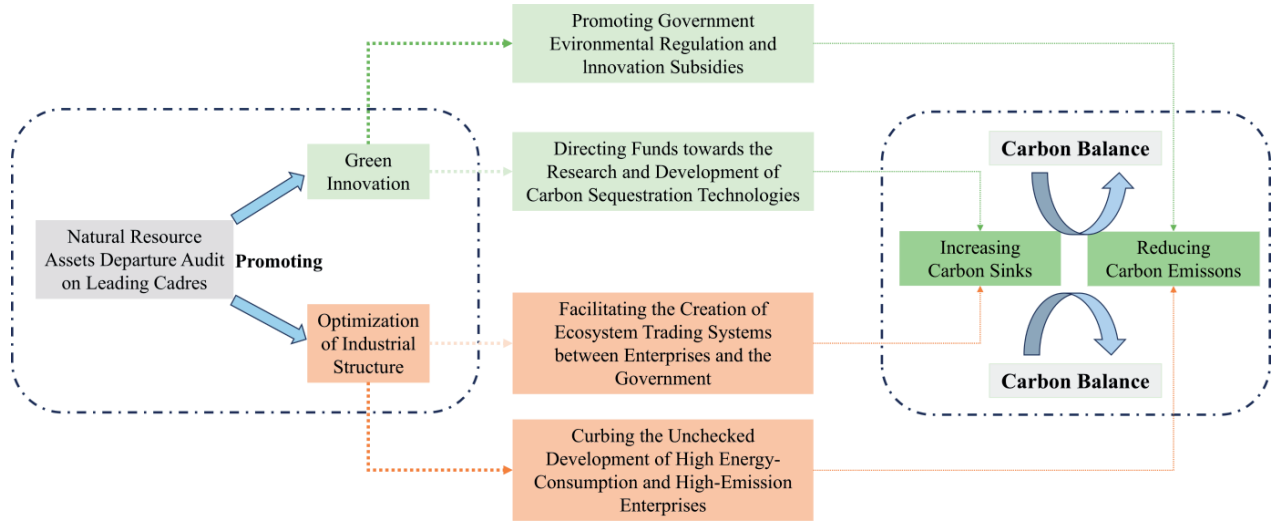 Promoting Government
Evironmental Regulation and
lnnovation Subsidies
Green
Innovation
Directing Funds towards the
Research and Development of
Carbon Sequestration Technologies
Carbon Balance
Natural Resource
Assets Departure Audit
on Leading Cadres
Promoting
Increasing
Carbon Sinks
Reducing
Carbon Emissons
Optimization
of Industrial
Structure
Facilitating the Creation of
Ecosystem Trading Systems
between Enterprises and the
Government
Carbon Balance
Curbing the Unchecked
Development of High Energy-
Consumption and High-Emission
Enterprises